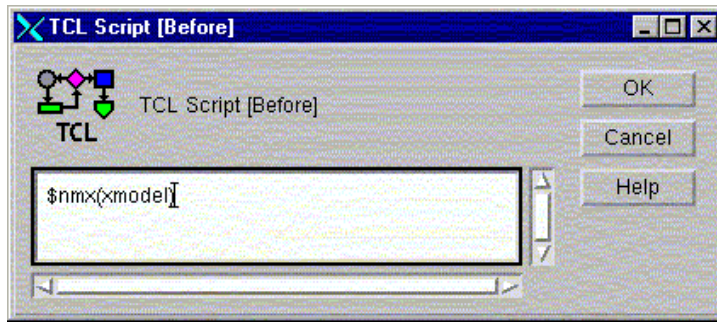 TCL Script [Before]
TCL
TCL Script [Before]
OK
Cancel
Help
$nmx(xmodel)